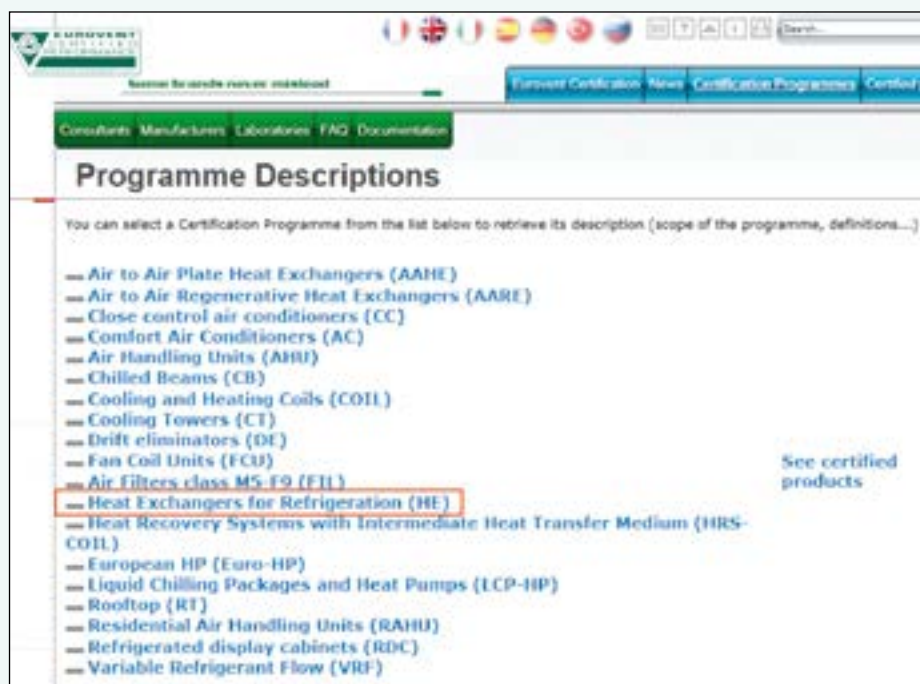 EUROVENT
CERTIFIED
PERFORMANCE
Search...
Eurovent Certification News Certification Programmes Certified
Consultants Manufacturers Laboratories FAQ Documentation
Programme Descriptions
You can select a Certification Programme from the list below to retrieve its description (scope of the programme, definitions...)
Air to Air Plate Heat Exchangers (AAHE)
Air to Air Regenerative Heat Exchangers (AARE)
Close control air conditioners (CC)
Comfort Air Conditioners (AC)
Air Handling Units (AHU)
Chilled Beams (CB)
Cooling and Heating Coils (COIL)
Cooling Towers (CT)
Drift eliminators (DE)
Fan Coil Units (FCU)
See certified
products
Air Filters class M5-F9 (FIL)
Heat Exchangers for Refrigeration (HE)
Heat Recovery Systems with Intermediate Heat Transfer Medium (HRS-
COIL)
European HP (Euro-HP)
Liquid Chilling Packages and Heat Pumps (LCP-HP)
Rooftop (RT)
Residential Air Handling Units (RAHU)
Refrigerated display cabinets (RDC)
Variable Refrigerant Flow (VRF)